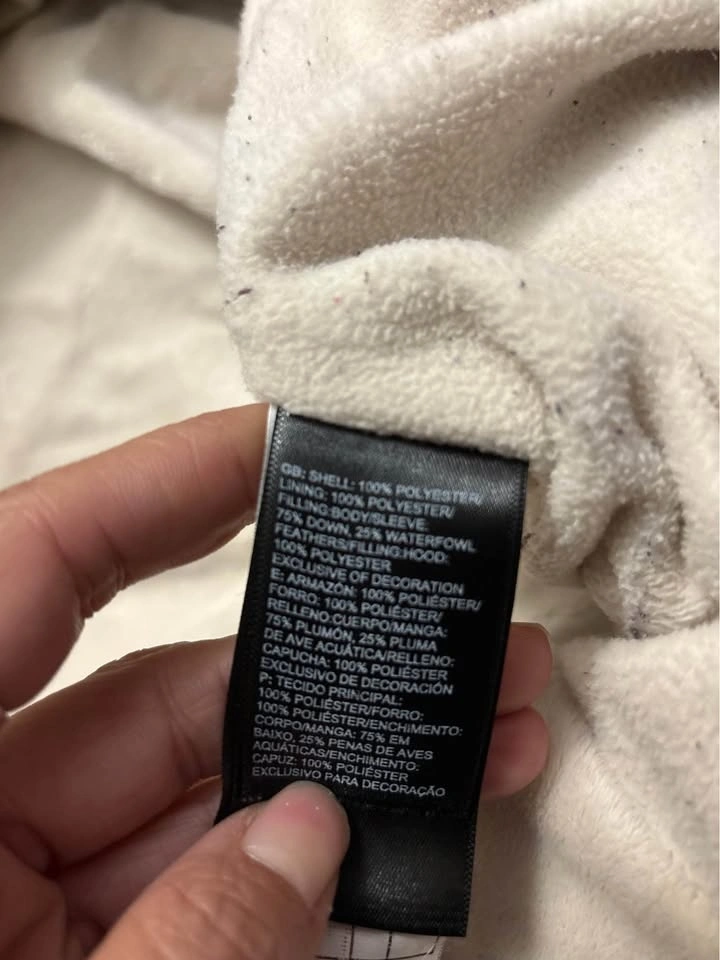 GB: SHELL: 100% POLYESTER/
LINING: 100% POLYESTER/
FILLING:BODY/SLEEVE:
75% DOWN, 25% WATERFOWL
FEATHERS/FILLING:HOOD:
100% POLYESTER
EXCLUSIVE OF DECORATION
E: ARMAZÓN: 100% POLIÉSTER/
FORRO: 100% POLIÉSTER/
RELLENO:CUERPO/MANGA:
75% PLUMÓN, 25% PLUMA
DE AVE ACUÁTICA/RELLENO:
CAPUCHA: 100% POLIÉSTER
EXCLUSIVO DE DECORACIÓN
P: TECIDO PRINCIPAL:
100% POLIÉSTER/FORRO:
100% POLIÉSTER/ENCHIMENTO:
CORPO/MANGA: 75% EM
BAIXO, 25% PENAS DE AVES
AQUÁTICAS/ENCHIMENTO:
CAPUZ: 100% POLIÉSTER
EXCLUSIVO PARA DECORAÇÃO